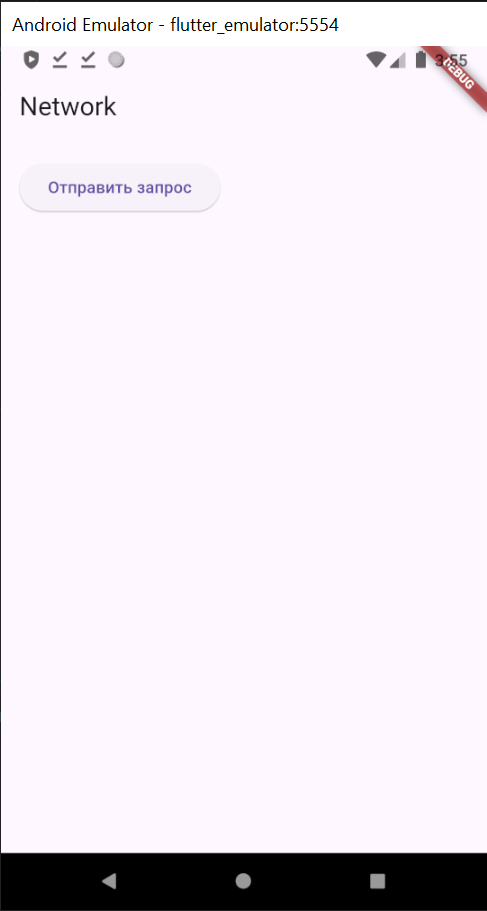 Android Emulator - flutter_emulator:5554
3:55
DEBUG
Network
Отправить запрос